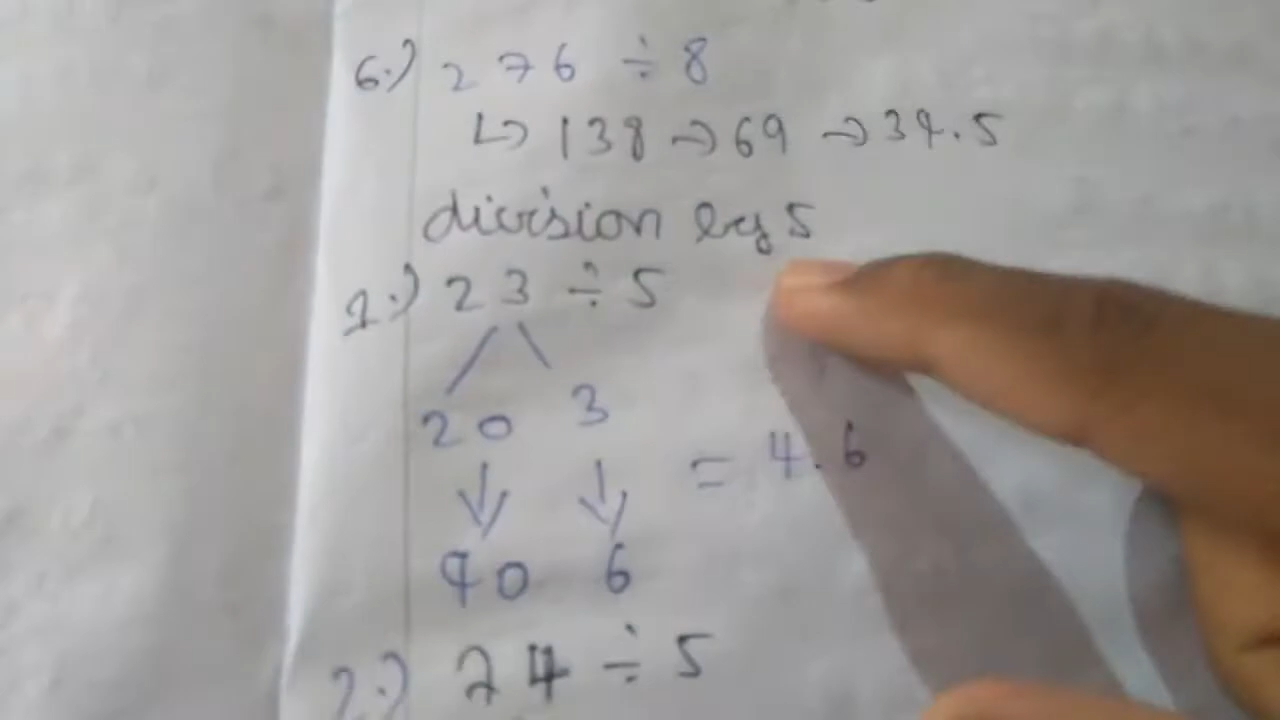 6.) 276 ÷ 8
↳ 138 → 69 → 34.5
division by 5
1.) 23 ÷ 5
20 3
↓ ↓ = 4.6
40 6
2.) 74 ÷ 5